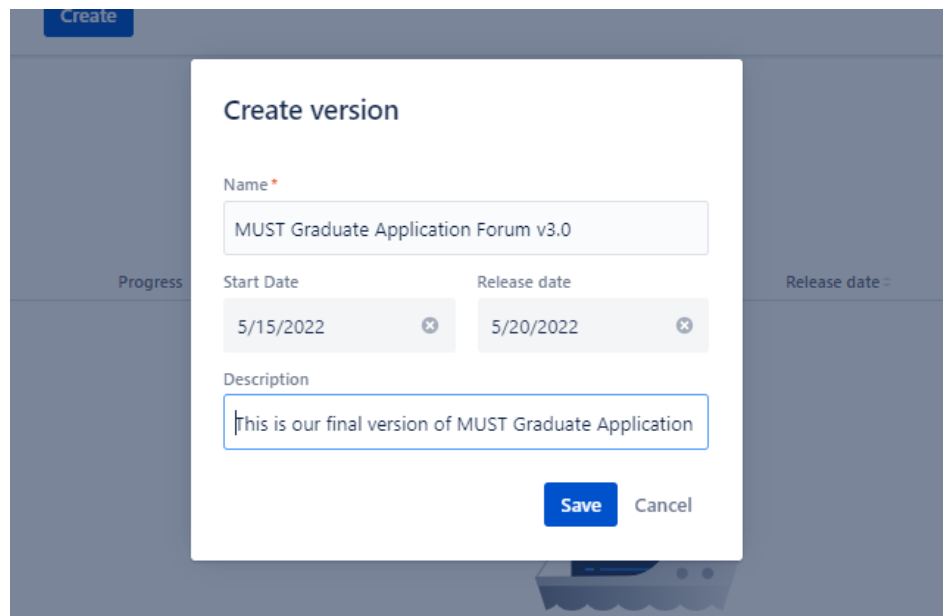 Create
Create version
Name *
MUST Graduate Application Forum v3.0
Progress
Start Date
Release date
Release date
5/15/2022
5/20/2022
Description
This is our final version of MUST Graduate Application
Save
Cancel